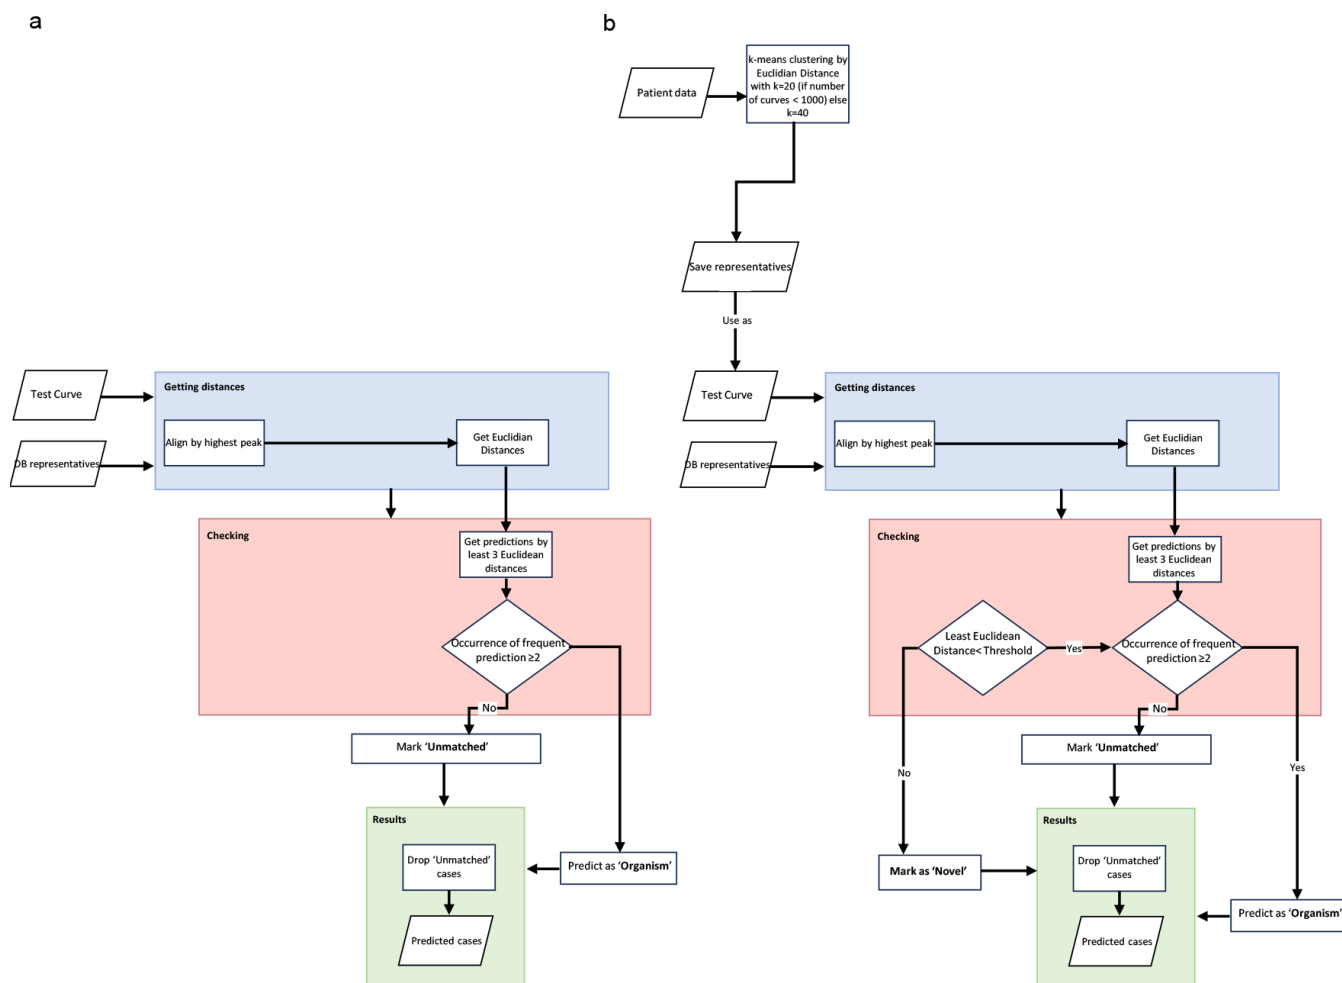 a
b
Patient data
k-means clustering by
Euclidian Distance
with k=20 (if number
of curves < 1000) else
k=40
Save representatives
Use as
Test Curve
DB representatives
Getting distances
Align by highest peak
Get Euclidian
Distances
Checking
Get predictions by
least 3 Euclidean
distances
Occurrence of frequent
prediction ≥2
No
Mark ‘Unmatched’
Results
Drop ‘Unmatched’
cases
Predicted cases
Predict as ‘Organism’
Test Curve
DB representatives
Getting distances
Align by highest peak
Get Euclidian
Distances
Checking
Get predictions by
least 3 Euclidean
distances
Least Euclidean
Distance< Threshold
Yes
Occurrence of frequent
prediction ≥2
No
Mark ‘Unmatched’
No
Yes
Results
Drop ‘Unmatched’
cases
Predicted cases
Mark as ‘Novel’
Predict as ‘Organism’